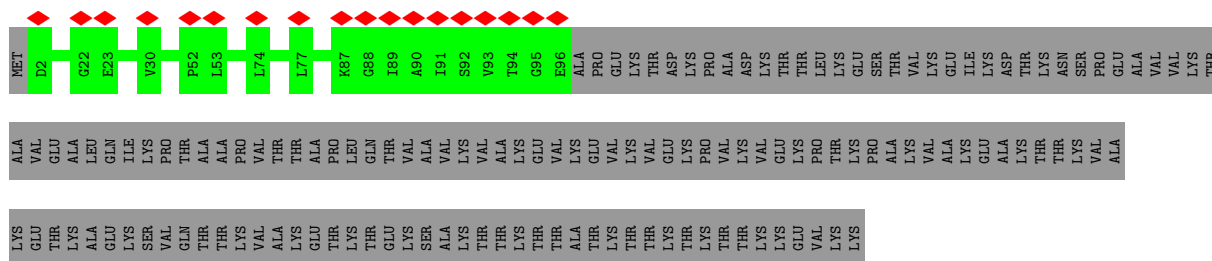 MET D2 G22 E23 V30 P52 L53 L74 L77 K87 G88 I89 A90 I91 S92 V93 T94 G95 E96 ALA PRO GLU LYS THR ASP LYS PRO ALA ASP LYS THR THR LEU LYS GLU SER THR VAL LYS GLU ILE LYS ASP THR LYS ASN SER PRO GLU ALA VAL VAL LYS THR
ALA VAL GLU ALA LEU GLN ILE LYS PRO THR ALA ALA PRO VAL THR THR ALA PRO LEU GLN THR VAL ALA VAL LYS VAL ALA LYS GLU VAL LYS GLU VAL LYS VAL GLU LYS PRO VAL LYS VAL GLU LYS PRO THR LYS PRO ALA LYS VAL ALA LYS GLU ALA LYS THR THR LYS VAL ALA
LYS GLU THR LYS ALA GLU LYS SER VAL GLN THR THR LYS VAL ALA LYS GLU THR LYS THR GLU LYS SER ALA LYS THR THR LYS THR THR ALA THR LYS THR THR LYS THR LYS THR THR LYS LYS GLU VAL LYS LYS